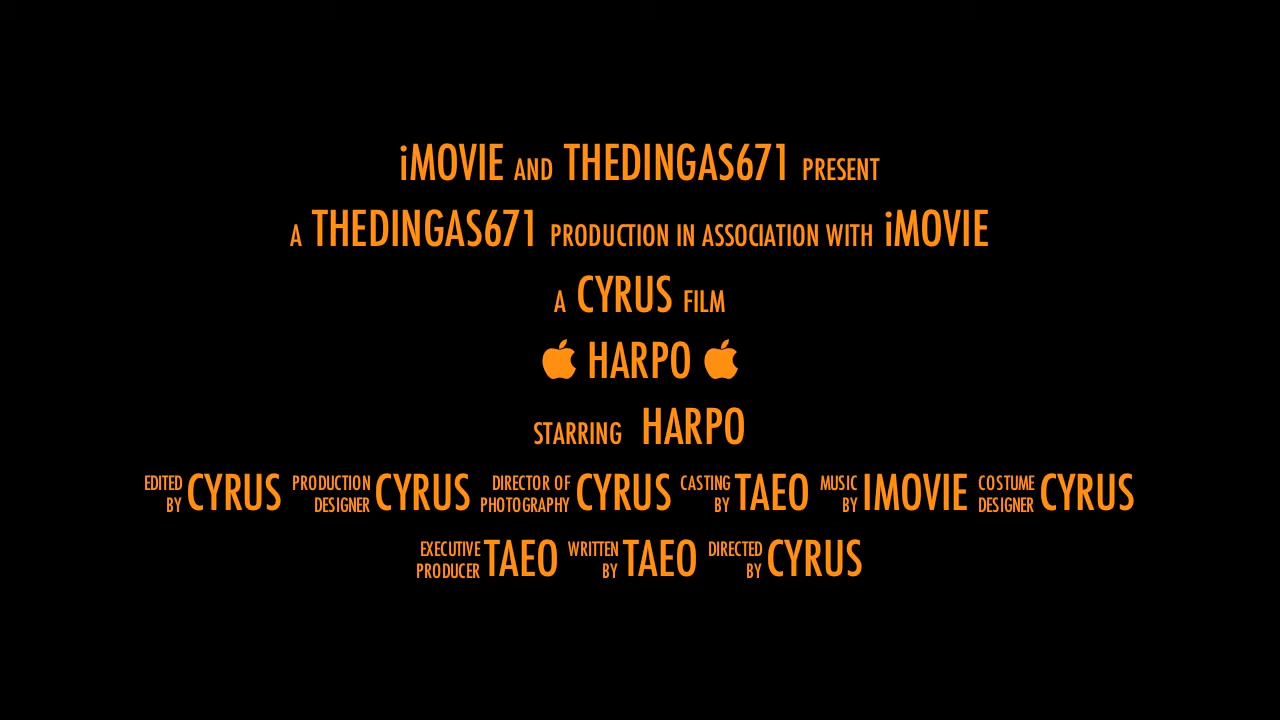 iMOVIE AND THEDINGAS671 PRESENT
A THEDINGAS671 PRODUCTION IN ASSOCIATION WITH iMOVIE
A CYRUS FILM
HARPO
STARRING HARPO
EDITED BY CYRUS PRODUCTION DESIGNER CYRUS DIRECTOR OF PHOTOGRAPHY CYRUS CASTING BY TAEO MUSIC BY IMOVIE COSTUME DESIGNER CYRUS
EXECUTIVE PRODUCER TAEO WRITTEN BY TAEO DIRECTED BY CYRUS